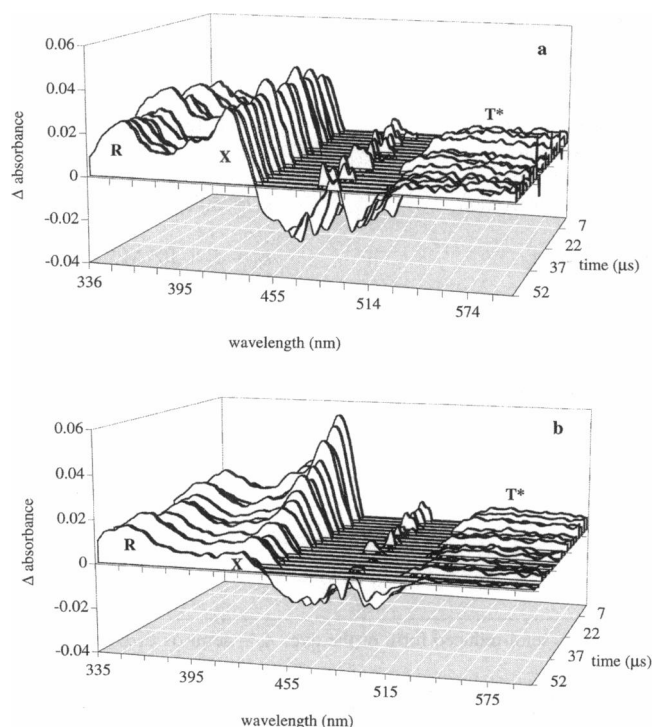 a
0.06
0.04
0.02
0
-0.02
-0.04
Δ absorbance
R
X
T*
7
22
37
52
time (µs)
336
395
455
514
574
wavelength (nm)
b
0.06
0.04
0.02
0
-0.02
-0.04
Δ absorbance
R
X
T*
7
22
37
52
time (µs)
335
395
455
515
575
wavelength (nm)